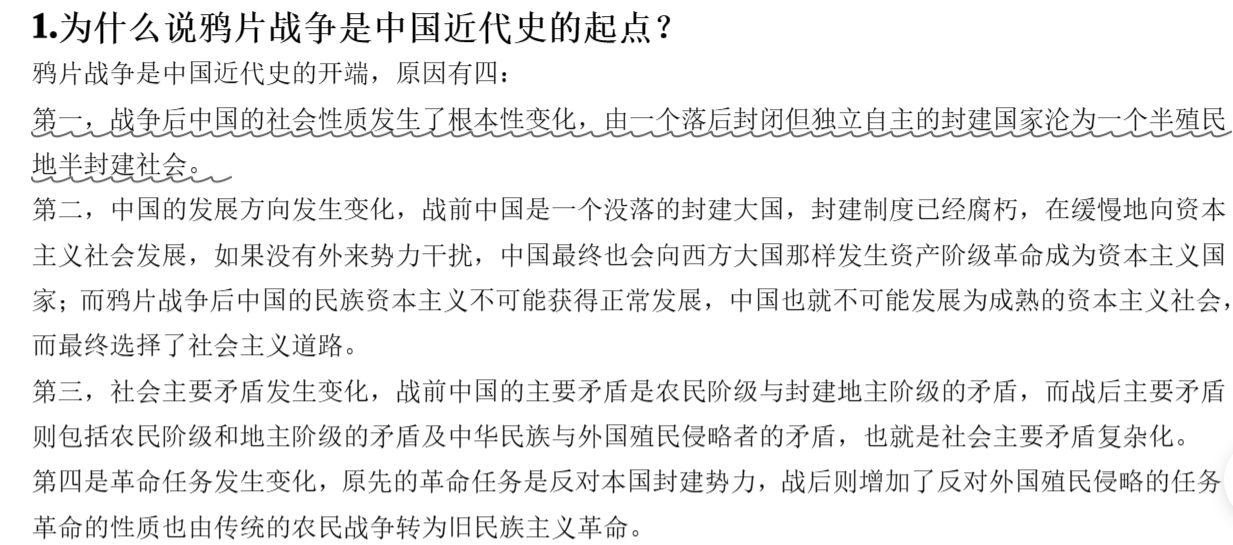 1.为什么说鸦片战争是中国近代史的起点？
鸦片战争是中国近代史的开端，原因有四：
第一，战争后中国的社会性质发生了根本性变化，由一个落后封闭但独立自主的封建国家沦为一个半殖民
地半封建社会。
第二，中国的发展方向发生变化，战前中国是一个没落的封建大国，封建制度已经腐朽，在缓慢地向资本
主义社会发展，如果没有外来势力干扰，中国最终也会向西方大国那样发生资产阶级革命成为资本主义国
家；而鸦片战争后中国的民族资本主义不可能获得正常发展，中国也就不可能发展为成熟的资本主义社会，
而最终选择了社会主义道路。
第三，社会主要矛盾发生变化，战前中国的主要矛盾是农民阶级与封建地主阶级的矛盾，而战后主要矛盾
则包括农民阶级和地主阶级的矛盾及中华民族与外国殖民侵略者的矛盾，也就是社会主要矛盾复杂化。
第四是革命任务发生变化，原先的革命任务是反对本国封建势力，战后则增加了反对外国殖民侵略的任务
革命的性质也由传统的农民战争转为旧民族主义革命。